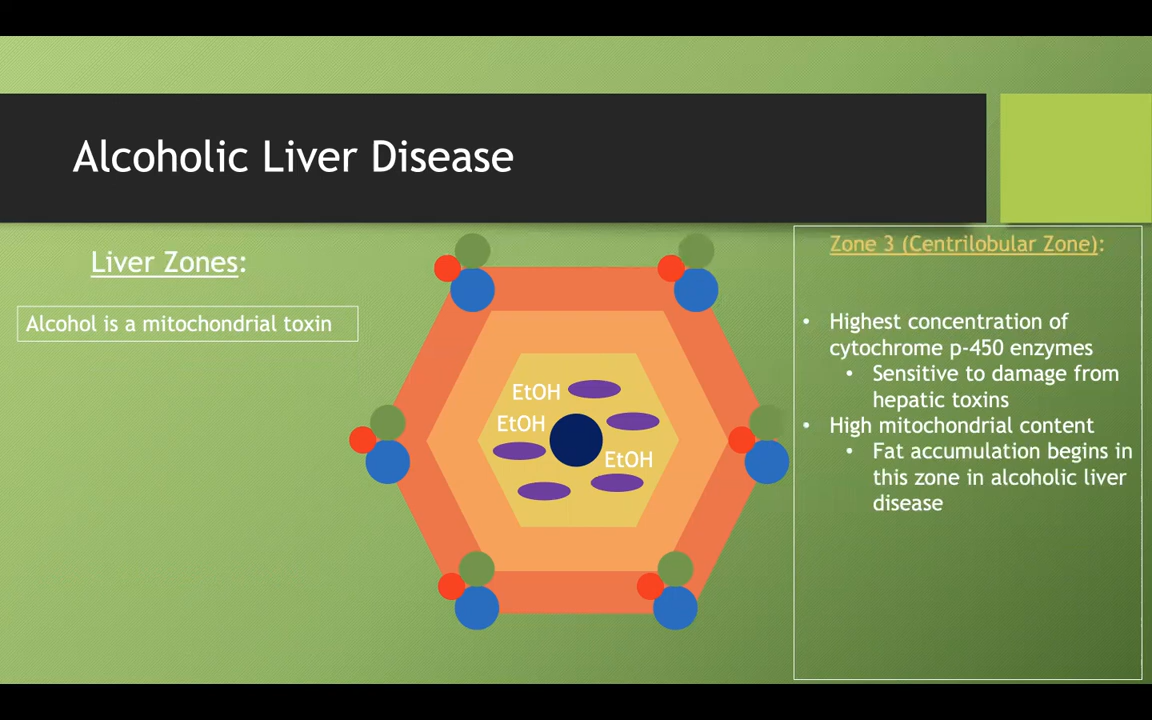 Alcoholic Liver Disease
Liver Zones:
Alcohol is a mitochondrial toxin
EtOH
EtOH
EtOH
Zone 3 (Centrilobular Zone):
• Highest concentration of
cytochrome p-450 enzymes
• Sensitive to damage from
hepatic toxins
• High mitochondrial content
• Fat accumulation begins in
this zone in alcoholic liver
disease